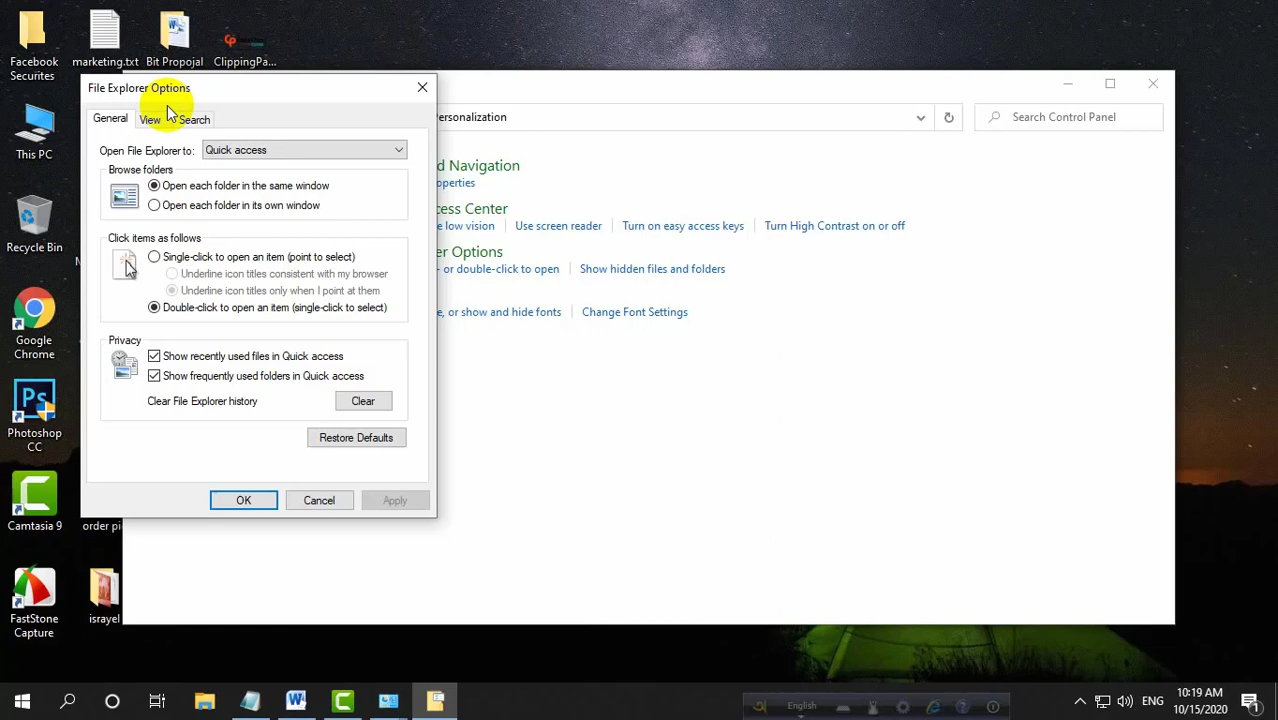 Facebook
Securites
marketing.txt
Bit Propojal
ClippingPa...
This PC
Recycle Bin
Google
Chrome
Photoshop
CC
Camtasia 9
order pi
FastStone
Capture
israyel
File Explorer Options
General
View
Search
Open File Explorer to:
Quick access
Browse folders
Open each folder in the same window
Open each folder in its own window
Click items as follows
Single-click to open an item (point to select)
Underline icon titles consistent with my browser
Underline icon titles only when I point at them
Double-click to open an item (single-click to select)
Privacy
Show recently used files in Quick access
Show frequently used folders in Quick access
Clear File Explorer history
Clear
Restore Defaults
OK
Cancel
Apply
ersonalization
Search Control Panel
d Navigation
operties
cess Center
e low vision
Use screen reader
Turn on easy access keys
Turn High Contrast on or off
r Options
- or double-click to open
Show hidden files and folders
e, or show and hide fonts
Change Font Settings
English
ENG
10:19 AM
10/15/2020
1